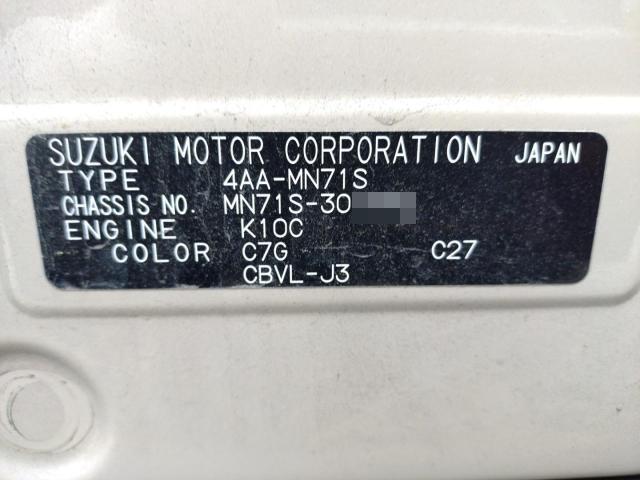 SUZUKI MOTOR CORPORATION JAPAN
TYPE 4AA-MN71S
CHASSIS NO. MN71S-30
ENGINE K10C
COLOR C7G C27
CBVL-J3